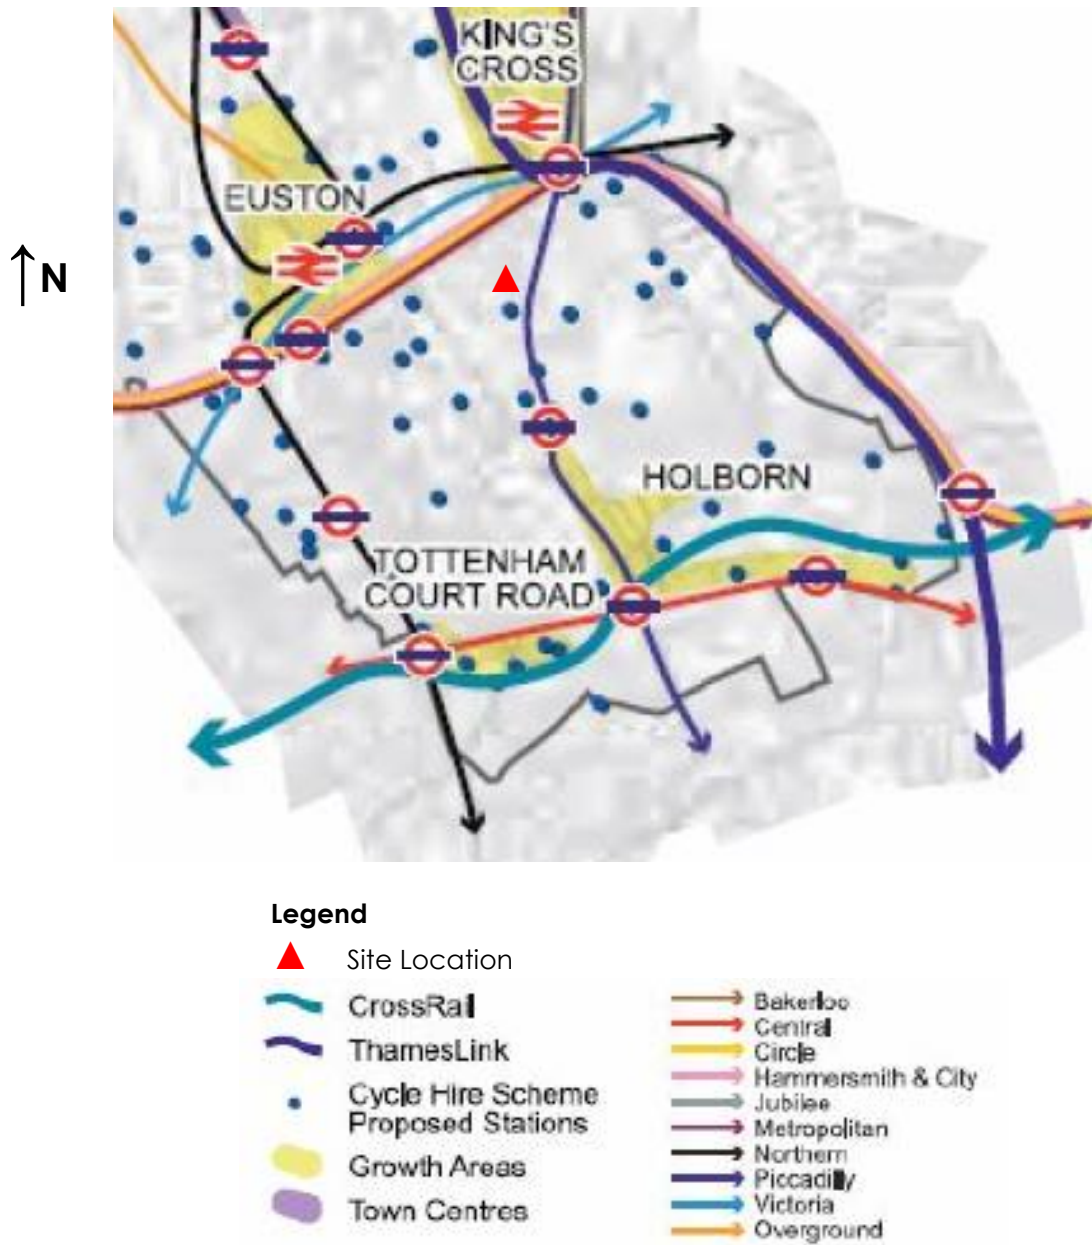 KING'S
CROSS
EUSTON
N
HOLBORN
TOTTENHAM
COURT ROAD
Legend
Site Location
CrossRail
ThamesLink
Cycle Hire Scheme
Proposed Stations
Growth Areas
Town Centres
Bakerloo
Central
Circle
Hammersmith & City
Jubilee
Metropolitan
Northern
Piccadilly
Victoria
Overground